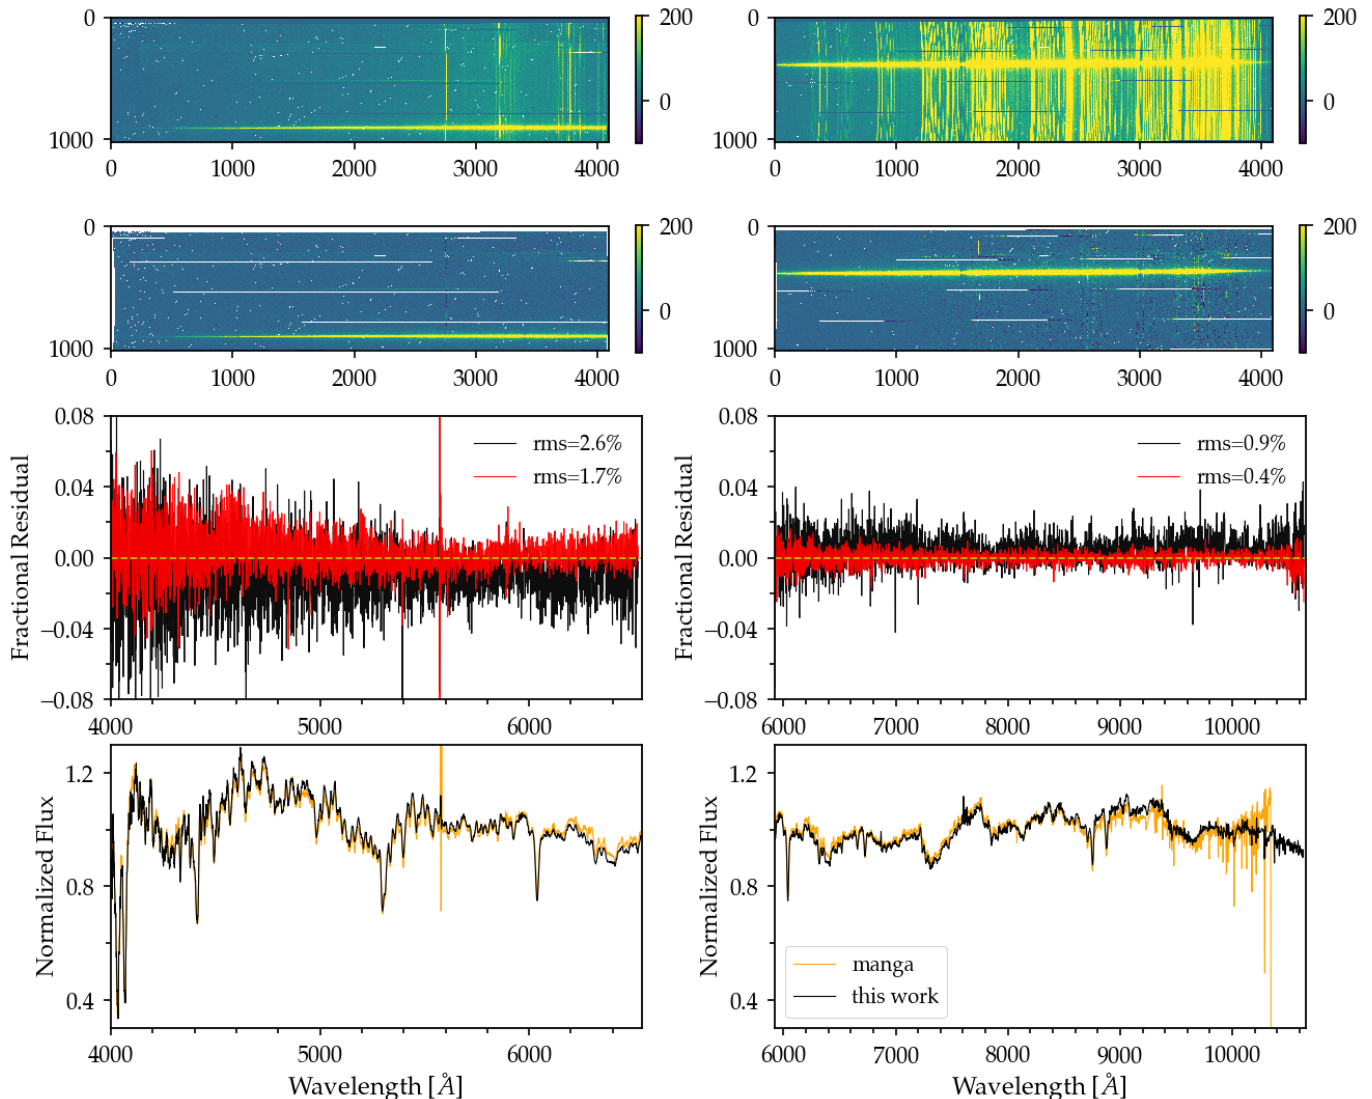 0
1000
0 1000 2000 3000 4000
200
0
0
1000
0 1000 2000 3000 4000
200
0
0
1000
0 1000 2000 3000 4000
200
0
0
1000
0 1000 2000 3000 4000
200
0
Fractional Residual
0.08
0.04
0.00
−0.04
−0.08
rms=2.6%
rms=1.7%
4000 5000 6000
Fractional Residual
0.08
0.04
0.00
−0.04
−0.08
rms=0.9%
rms=0.4%
6000 7000 8000 9000 10000
Normalized Flux
1.2
0.8
0.4
4000 5000 6000
Wavelength [Å]
Normalized Flux
1.2
0.8
0.4
manga
this work
6000 7000 8000 9000 10000
Wavelength [Å]